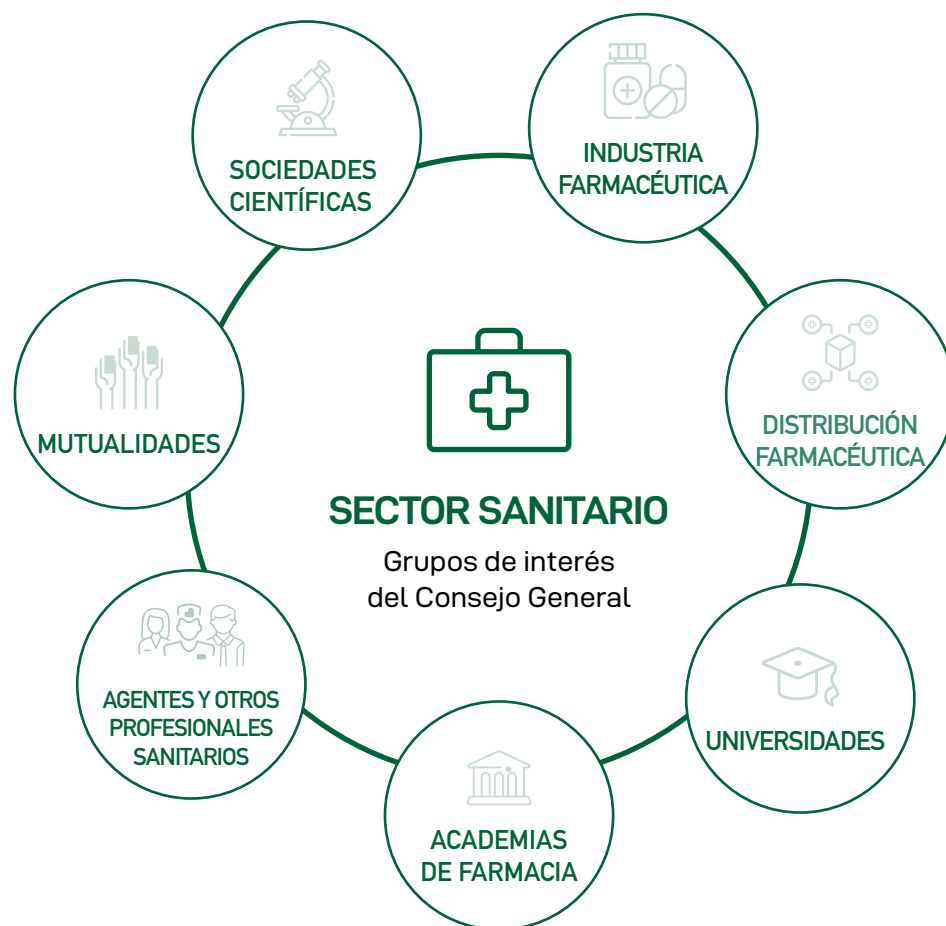 SOCIEDADES
CIENTÍFICAS
INDUSTRIA
FARMACÉUTICA
MUTUALIDADES
DISTRIBUCIÓN
FARMACÉUTICA
SECTOR SANITARIO
Grupos de interés
del Consejo General
AGENTES Y OTROS
PROFESIONALES
SANITARIOS
UNIVERSIDADES
ACADEMIAS
DE FARMACIA